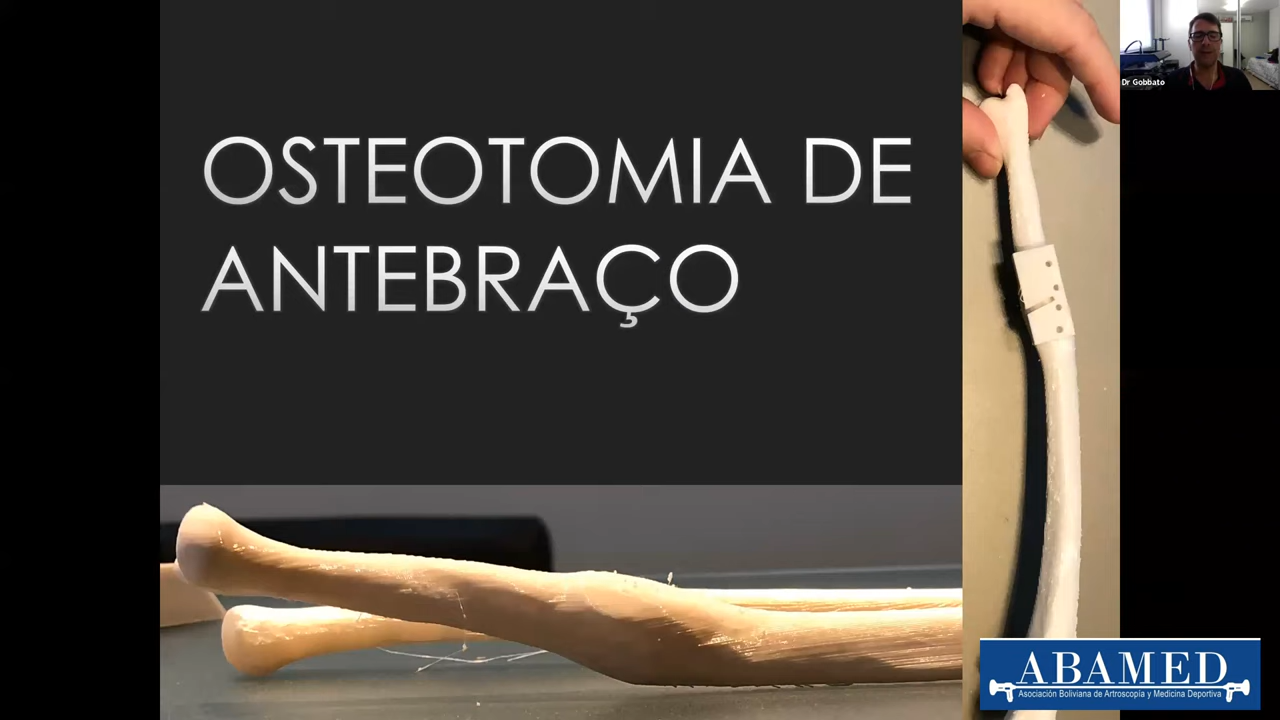 OSTEOTOMIA DE
ANTEBRAÇO
Dr Gobbato
ABAMED
Asociación Boliviana de Artroscopía y Medicina Deportiva